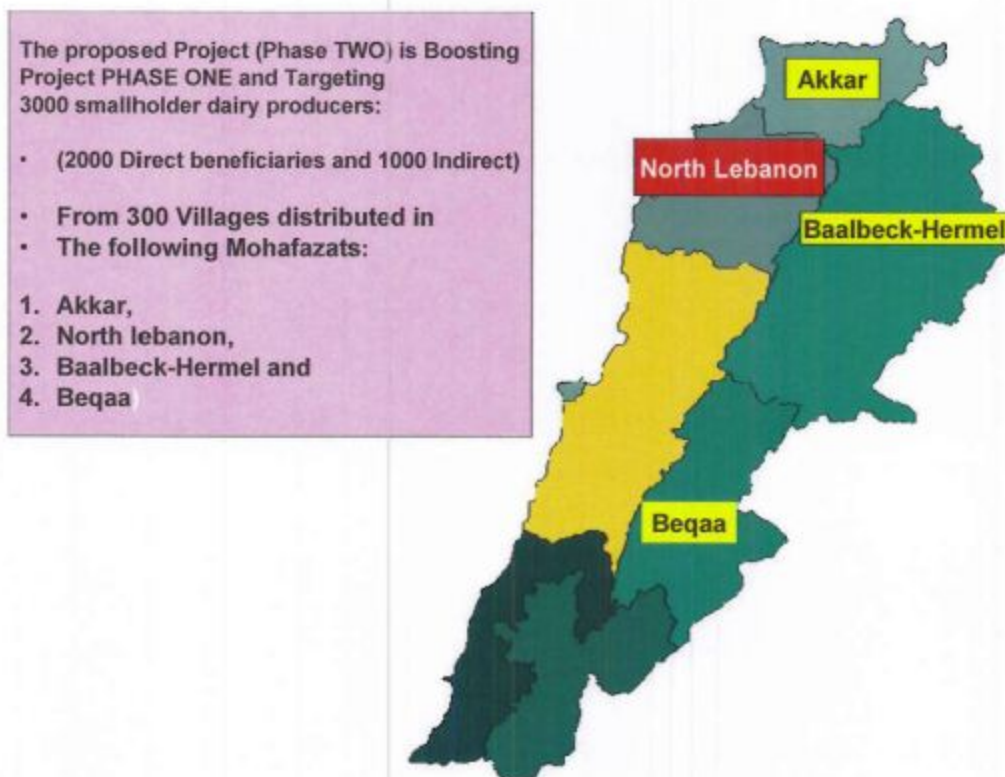 The proposed Project (Phase TWO) is Boosting
Project PHASE ONE and Targeting
3000 smallholder dairy producers:
• (2000 Direct beneficiaries and 1000 Indirect)
• From 300 Villages distributed in
• The following Mohafazats:
1. Akkar,
2. North lebanon,
3. Baalbeck-Hermel and
4. Beqaa)
Akkar
North Lebanon
Baalbeck-Hermel
Beqaa